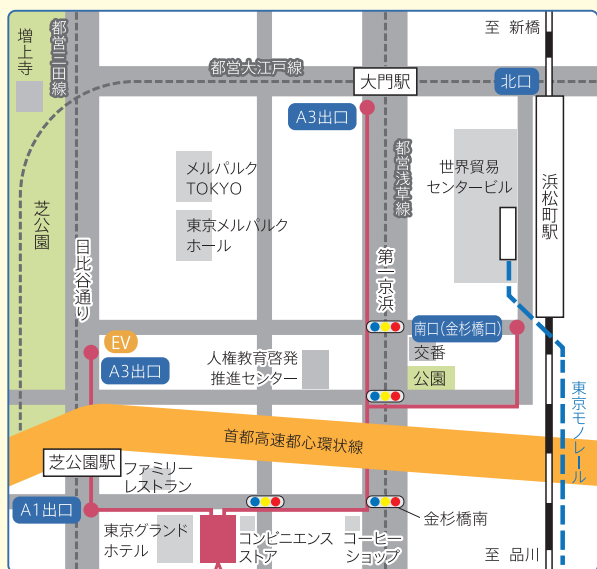 至 新橋
増上寺
都営三田線
都営大江戸線
大門駅
北口
A3出口
都営浅草線
メルパルク
TOKYO
世界貿易
センタービル
浜松町駅
芝公園
東京メルパルク
ホール
日比谷通り
第一京浜
南口(金杉橋口)
EV
A3出口
交番
人権教育啓発
推進センター
公園
東京モノレール
首都高速都心環状線
芝公園駅
ファミリー
レストラン
A1出口
金杉橋南
東京グランド
ホテル
コンビニエンス
ストア
コーヒー
ショップ
至 品川